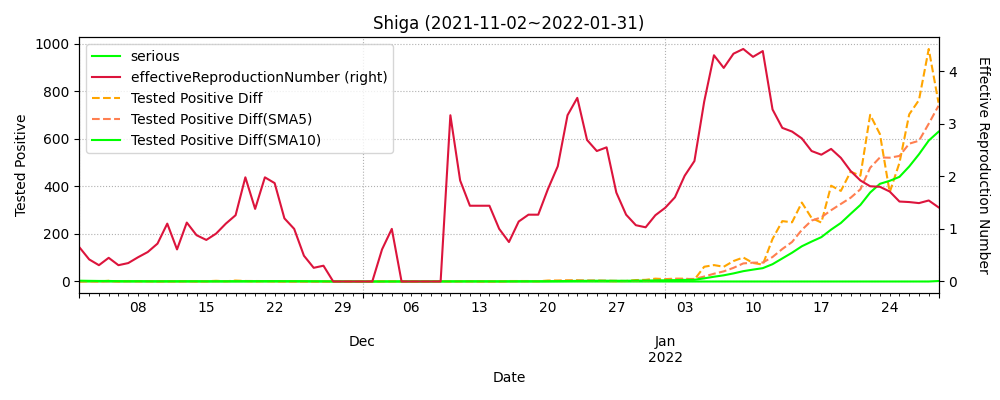 Shiga (2021-11-02~2022-01-31)
serious
effectiveReproductionNumber (right)
Tested Positive Diff
Tested Positive Diff(SMA5)
Tested Positive Diff(SMA10)
Tested Positive
1000
800
600
400
200
0
Effective Reproduction Number
4
3
2
1
0
08 15 22 29 06 13 20 27 03 10 17 24
Dec Jan
2022
Date